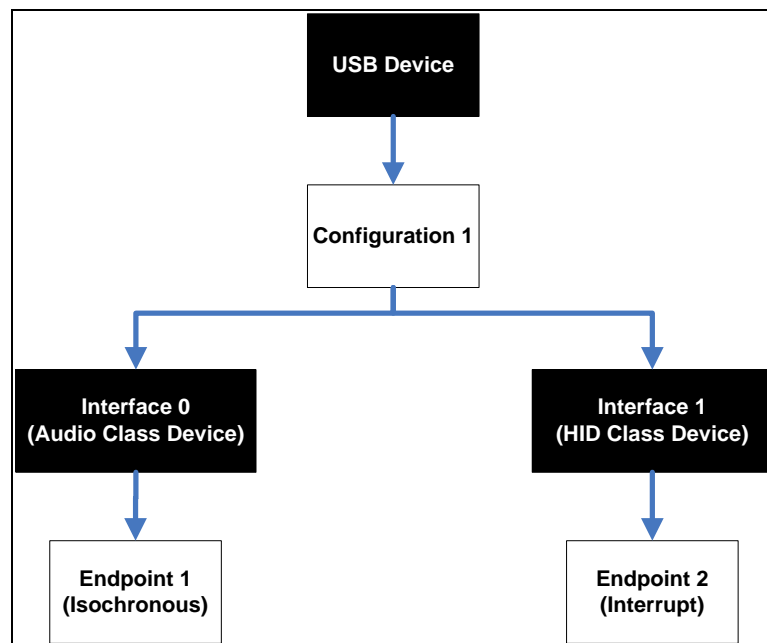 USB Device
Configuration 1
Interface 0
(Audio Class Device)
Interface 1
(HID Class Device)
Endpoint 1
(Isochronous)
Endpoint 2
(Interrupt)